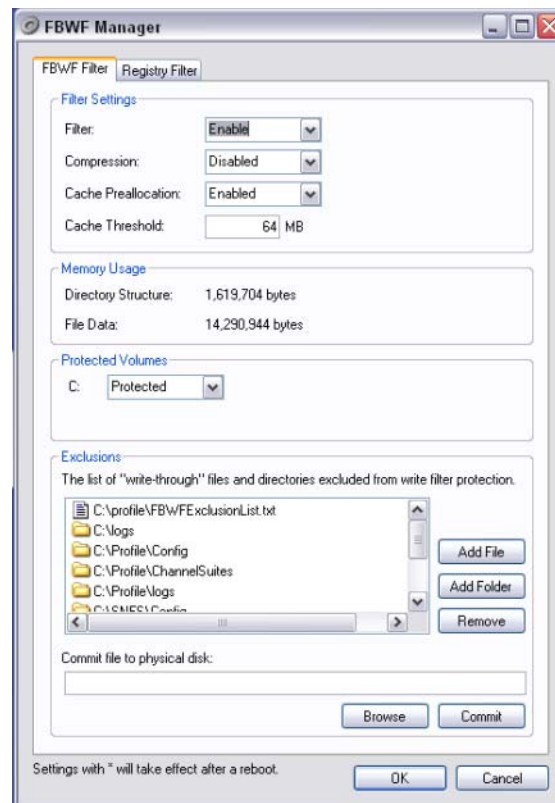 FBWF Manager
FBWF Filter Registry Filter
Filter Settings
Filter: Enable
Compression: Disabled
Cache Preallocation: Enabled
Cache Threshold: 64 MB
Memory Usage
Directory Structure: 1,619,704 bytes
File Data: 14,290,944 bytes
Protected Volumes
C: Protected
Exclusions
The list of "write-through" files and directories excluded from write filter protection.
C:\profile\FBWFExclusionList.txt
C:\logs
C:\Profile\Config
C:\Profile\ChannelSuites
C:\Profile\logs
C:\SNFS\Config
Add File
Add Folder
Remove
Commit file to physical disk:
Browse Commit
Settings with * will take effect after a reboot.
OK Cancel